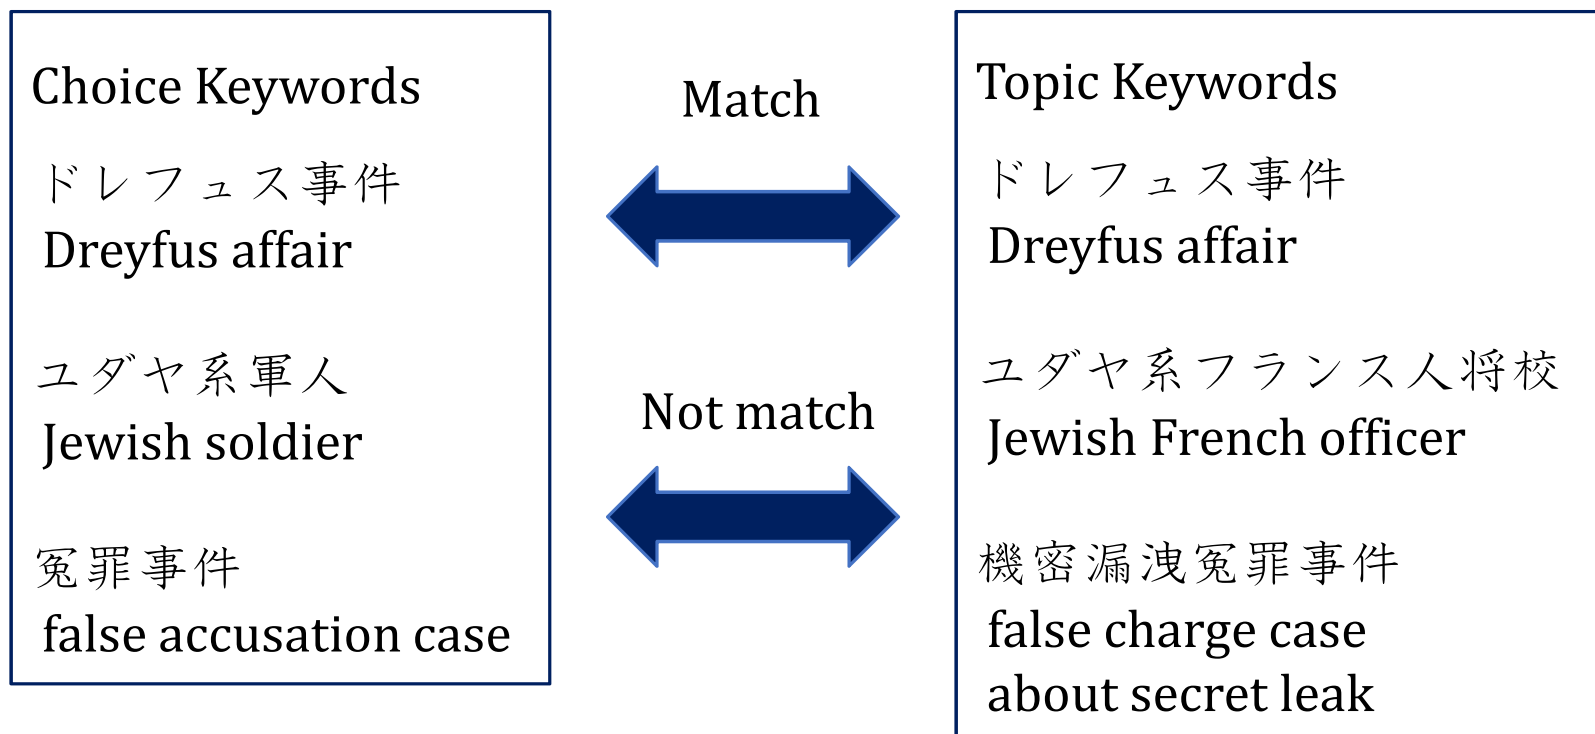 Choice Keywords
ドレフュス事件
Dreyfus affair
ユダヤ系軍人
Jewish soldier
冤罪事件
false accusation case
Match
Not match
Topic Keywords
ドレフュス事件
Dreyfus affair
ユダヤ系フランス人将校
Jewish French officer
機密漏洩冤罪事件
false charge case
about secret leak